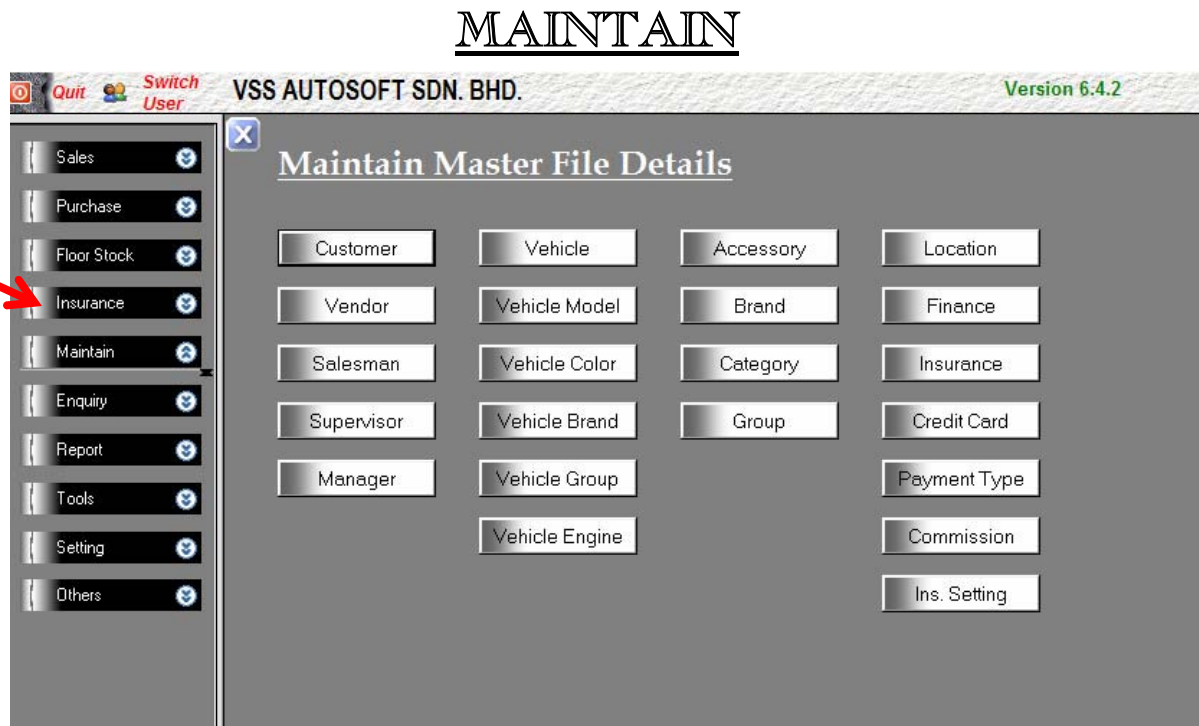 MAINTAIN
Quit
Switch
User
VSS AUTOSOFT SDN. BHD.
Version 6.4.2
Sales
Purchase
Floor Stock
Insurance
Maintain
Enquiry
Report
Tools
Setting
Others
Maintain Master File Details
Customer
Vendor
Salesman
Supervisor
Manager
Vehicle
Vehicle Model
Vehicle Color
Vehicle Brand
Vehicle Group
Vehicle Engine
Accessory
Brand
Category
Group
Location
Finance
Insurance
Credit Card
Payment Type
Commission
Ins. Setting